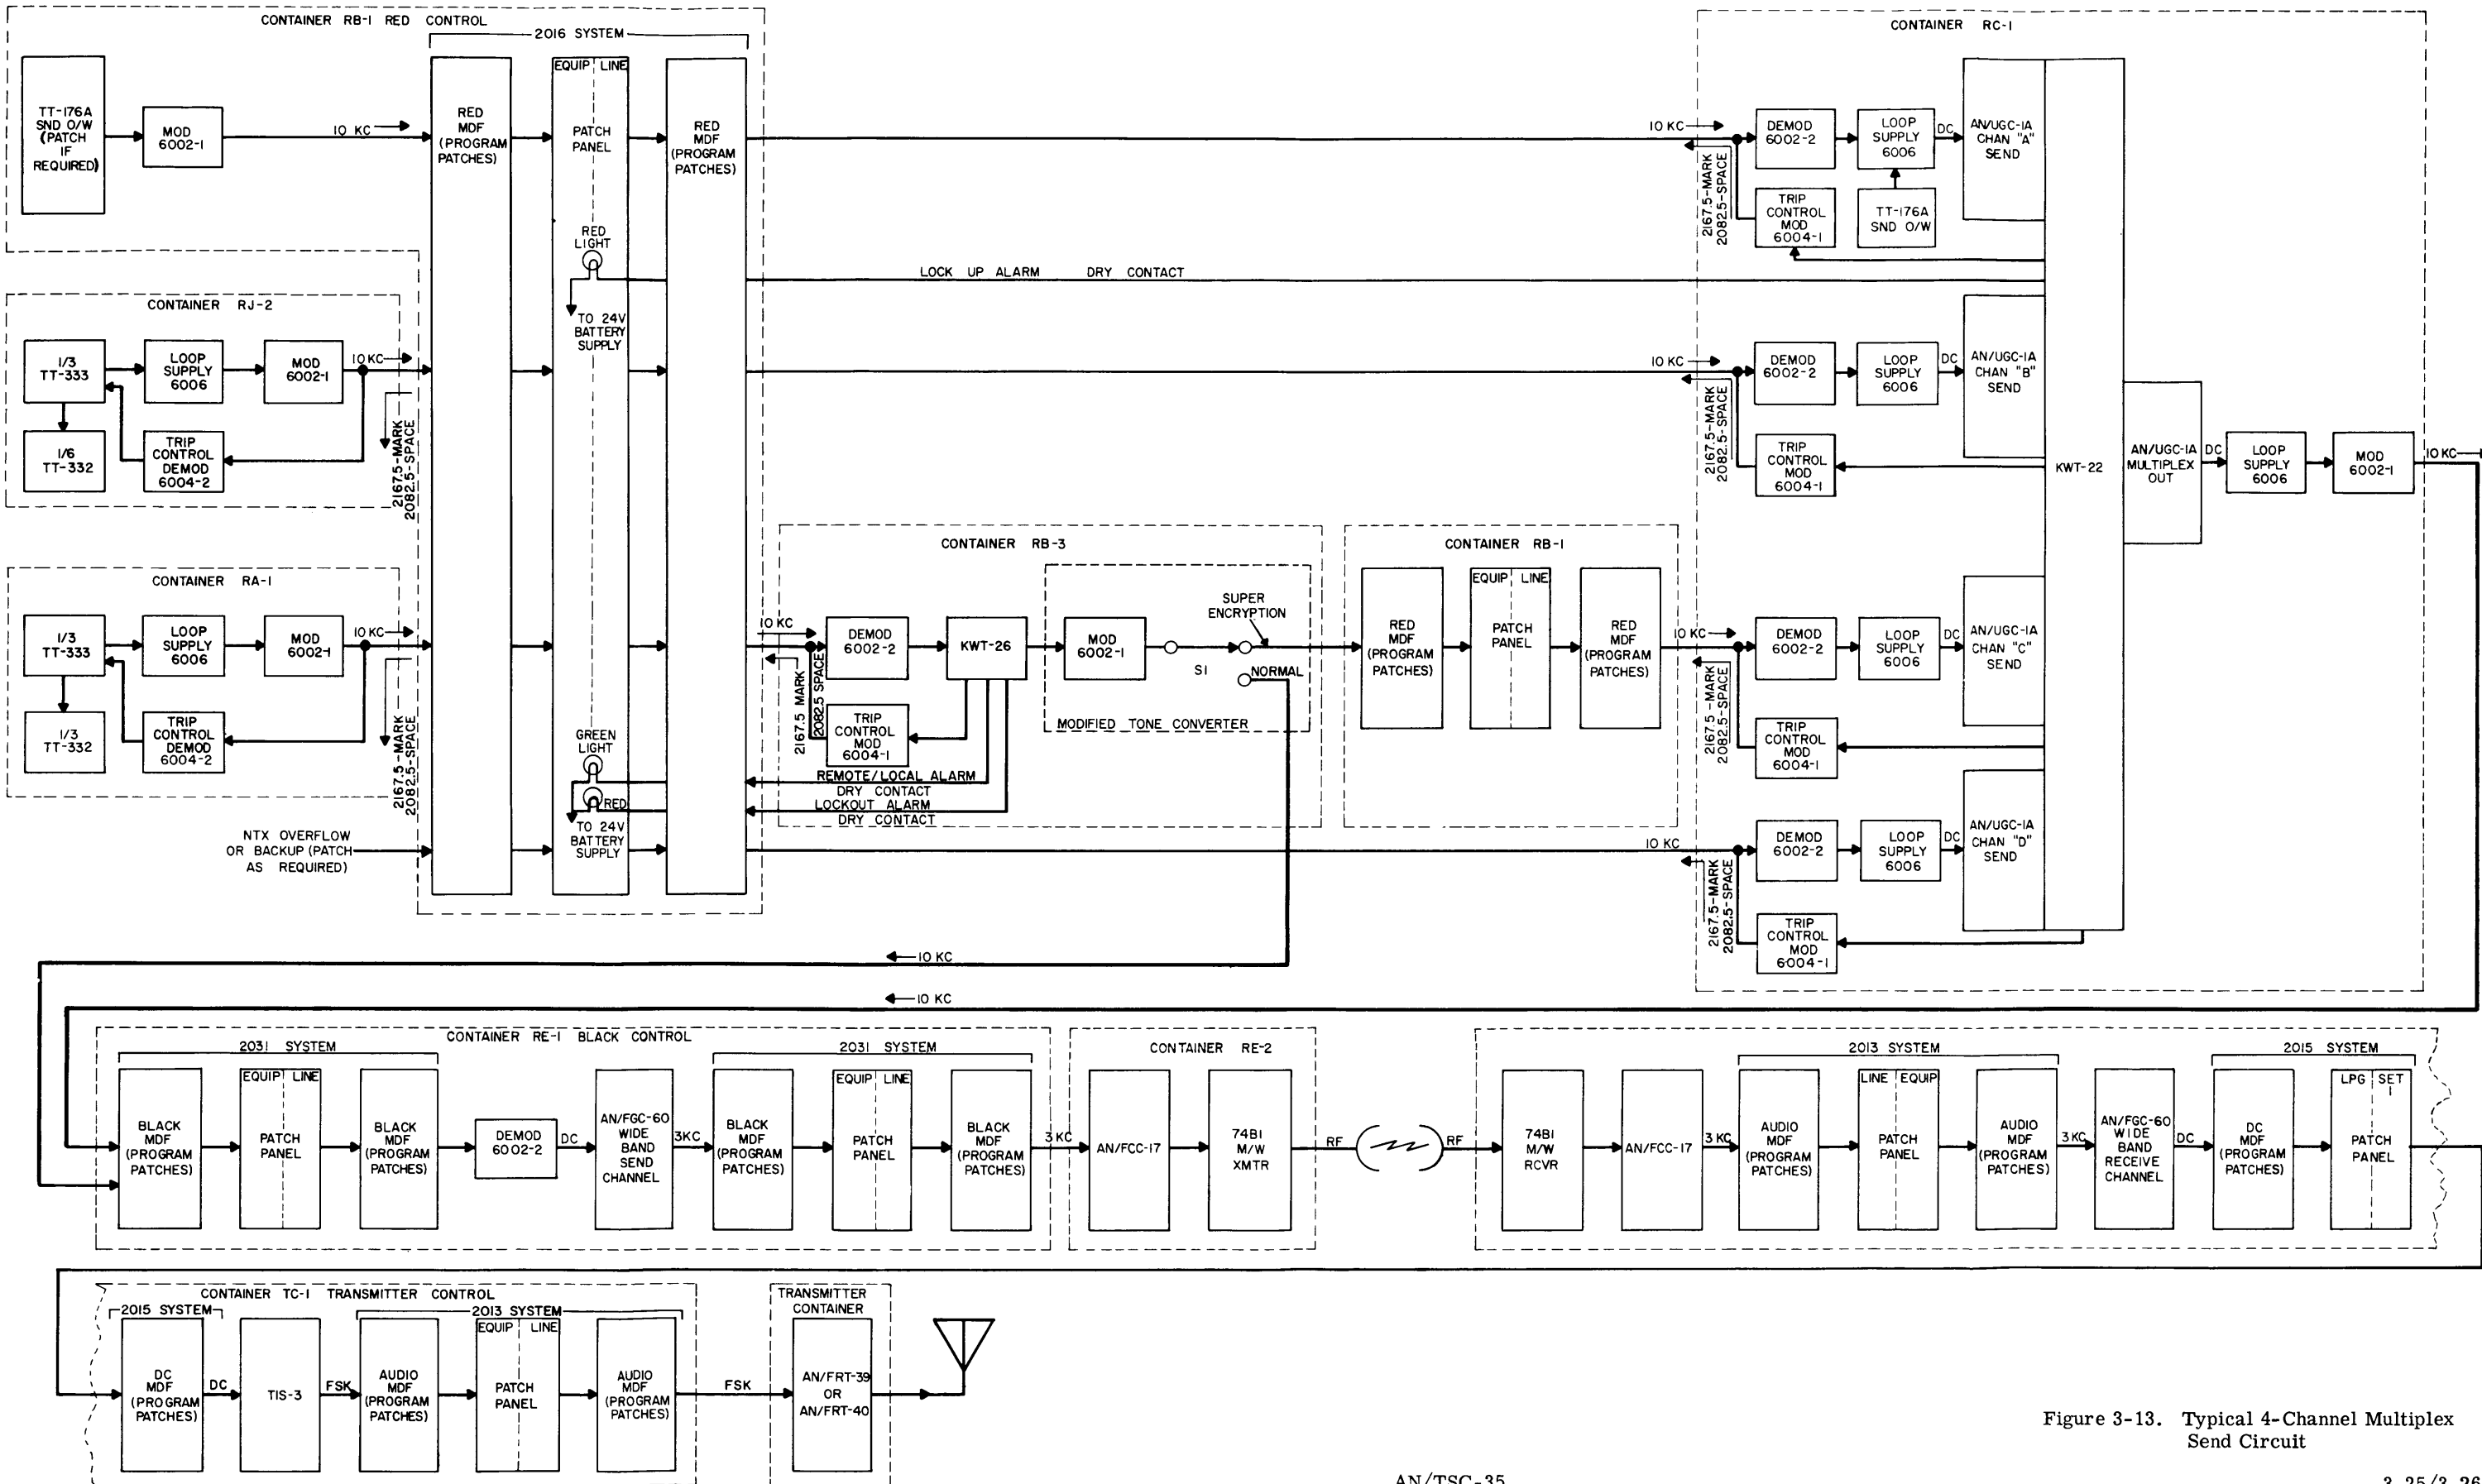 CONTAINER RB-1 RED CONTROL
2016 SYSTEM
TT-176A
SND O/W
(PATCH
IF
REQUIRED)
MOD
6002-1
10 KC
RED
MDF
(PROGRAM
PATCHES)
EQUIP LINE
PATCH
PANEL
RED
MDF
(PROGRAM
PATCHES)
RED
LIGHT
TO 24V
BATTERY
SUPPLY
LOCK UP ALARM DRY CONTACT
CONTAINER RJ-2
1/3
TT-333
LOOP
SUPPLY
6006
MOD
6002-1
10 KC
1/6
TT-332
TRIP
CONTROL
DEMOD
6004-2
2167.5-MARK
2082.5-SPACE
CONTAINER RA-1
1/3
TT-333
LOOP
SUPPLY
6006
MOD
6002-1
10 KC
1/3
TT-332
TRIP
CONTROL
DEMOD
6004-2
2167.5-MARK
2082.5-SPACE
NTX OVERFLOW
OR BACKUP (PATCH
AS REQUIRED)
GREEN
LIGHT
RED
TO 24V
BATTERY
SUPPLY
CONTAINER RB-3
10 KC
2167.5 MARK
2082.5 SPACE
DEMOD
6002-2
KWT-26
TRIP
CONTROL
MOD
6004-1
REMOTE/LOCAL ALARM
DRY CONTACT
LOCKOUT ALARM
DRY CONTACT
MOD
6002-1
SUPER
ENCRYPTION
S1
NORMAL
MODIFIED TONE CONVERTER
CONTAINER RB-1
RED
MDF
(PROGRAM
PATCHES)
EQUIP LINE
PATCH
PANEL
RED
MDF
(PROGRAM
PATCHES)
CONTAINER RC-1
10 KC
2167.5-MARK
2082.5-SPACE
DEMOD
6002-2
LOOP
SUPPLY
6006
DC
AN/UGC-1A
CHAN "A"
SEND
TRIP
CONTROL
MOD
6004-1
TT-176A
SND O/W
10 KC
2167.5-MARK
2082.5-SPACE
DEMOD
6002-2
LOOP
SUPPLY
6006
DC
AN/UGC-1A
CHAN "B"
SEND
TRIP
CONTROL
MOD
6004-1
KWT-22
AN/UGC-1A
MULTIPLEX
OUT
DC
LOOP
SUPPLY
6006
MOD
6002-1
10 KC
10 KC
2167.5-MARK
2082.5-SPACE
DEMOD
6002-2
LOOP
SUPPLY
6006
DC
AN/UGC-1A
CHAN "C"
SEND
TRIP
CONTROL
MOD
6004-1
10 KC
2167.5-MARK
2082.5-SPACE
DEMOD
6002-2
LOOP
SUPPLY
6006
DC
AN/UGC-1A
CHAN "D"
SEND
TRIP
CONTROL
MOD
6004-1
10 KC
10 KC
CONTAINER RE-1 BLACK CONTROL
2031 SYSTEM
BLACK
MDF
(PROGRAM
PATCHES)
EQUIP LINE
PATCH
PANEL
BLACK
MDF
(PROGRAM
PATCHES)
DEMOD
6002-2
DC
AN/FGC-60
WIDE
BAND
SEND
CHANNEL
3KC
2031 SYSTEM
BLACK
MDF
(PROGRAM
PATCHES)
EQUIP LINE
PATCH
PANEL
BLACK
MDF
(PROGRAM
PATCHES)
3 KC
CONTAINER RE-2
AN/FCC-17
74B1
M/W
XMTR
RF
RF
74B1
M/W
RCVR
AN/FCC-17
3 KC
2013 SYSTEM
AUDIO
MDF
(PROGRAM
PATCHES)
LINE EQUIP
PATCH
PANEL
AUDIO
MDF
(PROGRAM
PATCHES)
3 KC
AN/FGC-60
WIDE
BAND
RECEIVE
CHANNEL
DC
2015 SYSTEM
DC
MDF
(PROGRAM
PATCHES)
LPG SET
PATCH
PANEL
CONTAINER TC-1 TRANSMITTER CONTROL
2015 SYSTEM
DC
MDF
(PROGRAM
PATCHES)
DC
TIS-3
FSK
2013 SYSTEM
AUDIO
MDF
(PROGRAM
PATCHES)
EQUIP LINE
PATCH
PANEL
AUDIO
MDF
(PROGRAM
PATCHES)
FSK
TRANSMITTER
CONTAINER
AN/FRT-39
OR
AN/FRT-40
Figure 3-13. Typical 4-Channel Multiplex
Send Circuit
AN/TSC-35
3-25/3-26